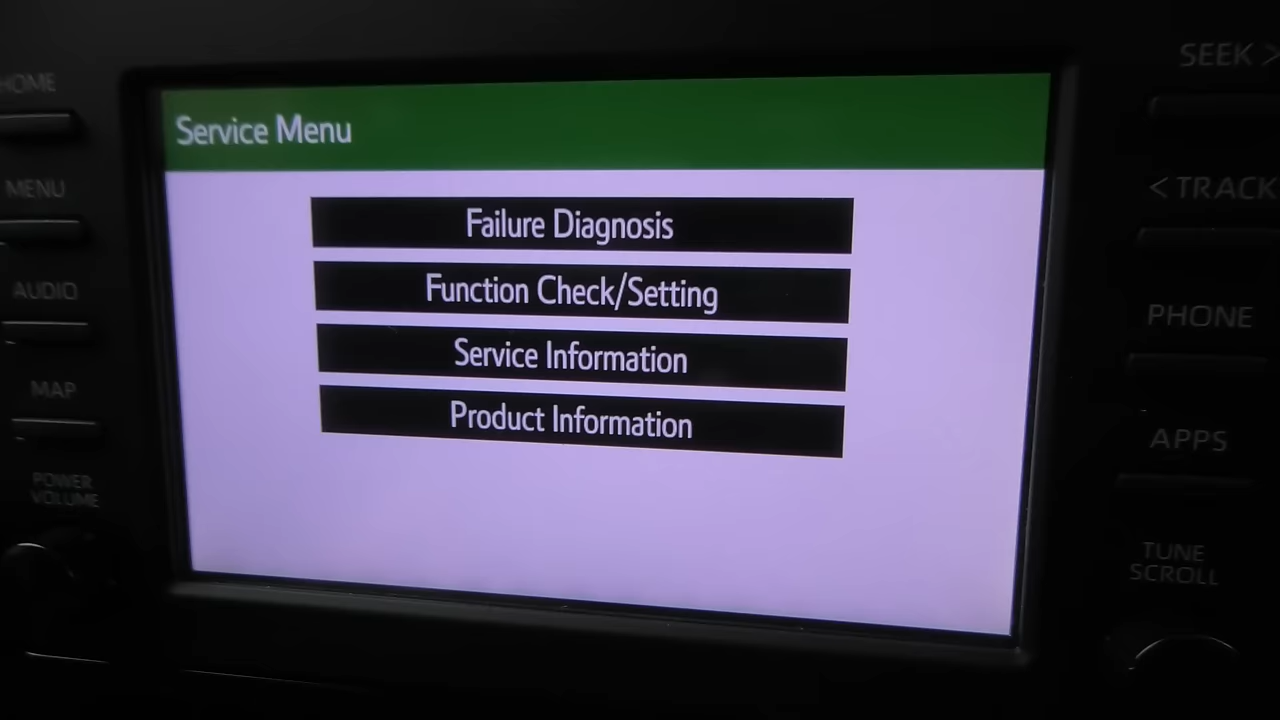 Service Menu
Failure Diagnosis
Function Check/Setting
Service Information
Product Information
HOME
MENU
AUDIO
MAP
POWER
VOLUME
SEEK >
< TRACK
PHONE
APPS
TUNE
SCROLL